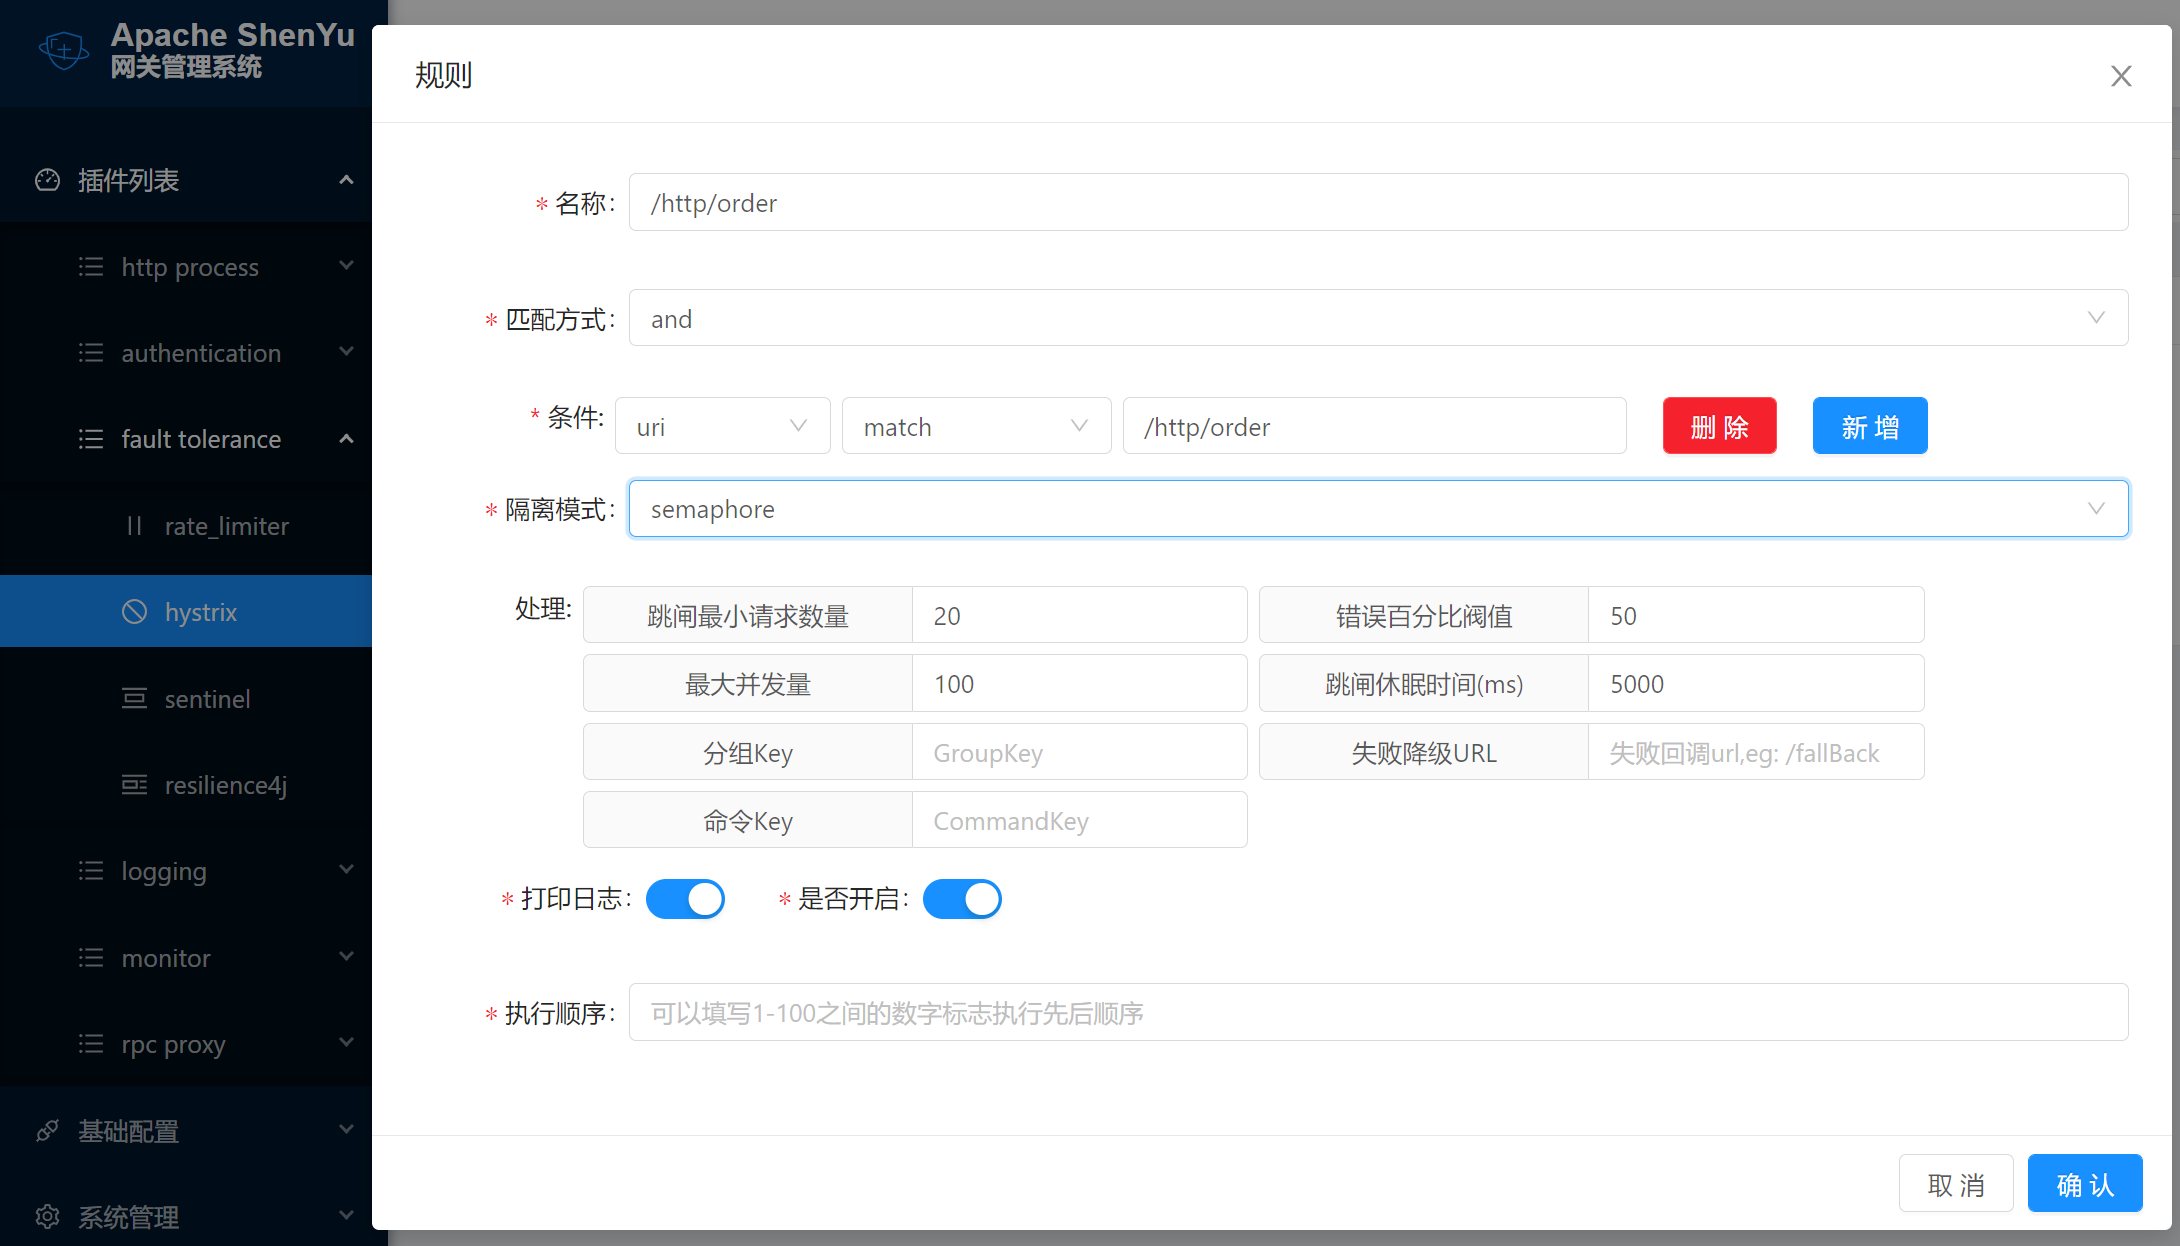 Apache ShenYu
网关管理系统
插件列表
http process
authentication
fault tolerance
rate_limiter
hystrix
sentinel
resilience4j
logging
monitor
rpc proxy
基础配置
系统管理
规则
* 名称: /http/order
* 匹配方式: and
* 条件: uri match /http/order 删 除 新 增
* 隔离模式: semaphore
处理: 跳闸最小请求数量 20 错误百分比阀值 50
最大并发量 100 跳闸休眠时间(ms) 5000
分组Key GroupKey 失败降级URL 失败回调url,eg: /fallBack
命令Key CommandKey
* 打印日志: * 是否开启:
* 执行顺序: 可以填写1-100之间的数字标志执行先后顺序
取 消 确 认